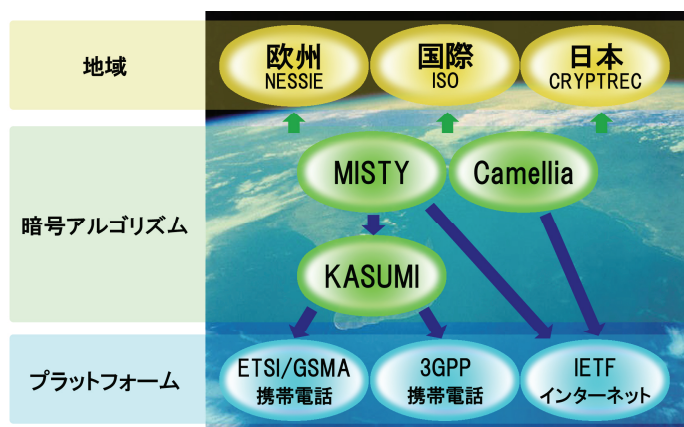 地域
欧州
NESSIE
国際
ISO
日本
CRYPTREC
暗号アルゴリズム
MISTY
Camellia
KASUMI
プラットフォーム
ETSI/GSMA
携帯電話
3GPP
携帯電話
IETF
インターネット